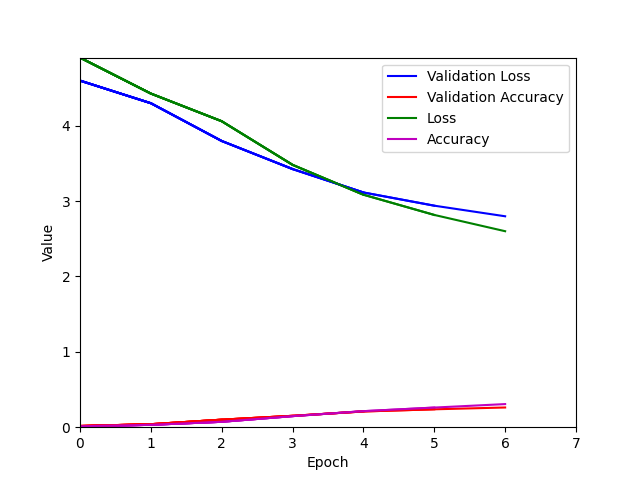 Validation Loss
Validation Accuracy
Loss
Accuracy
4
3
2
1
0
Value
0 1 2 3 4 5 6 7
Epoch